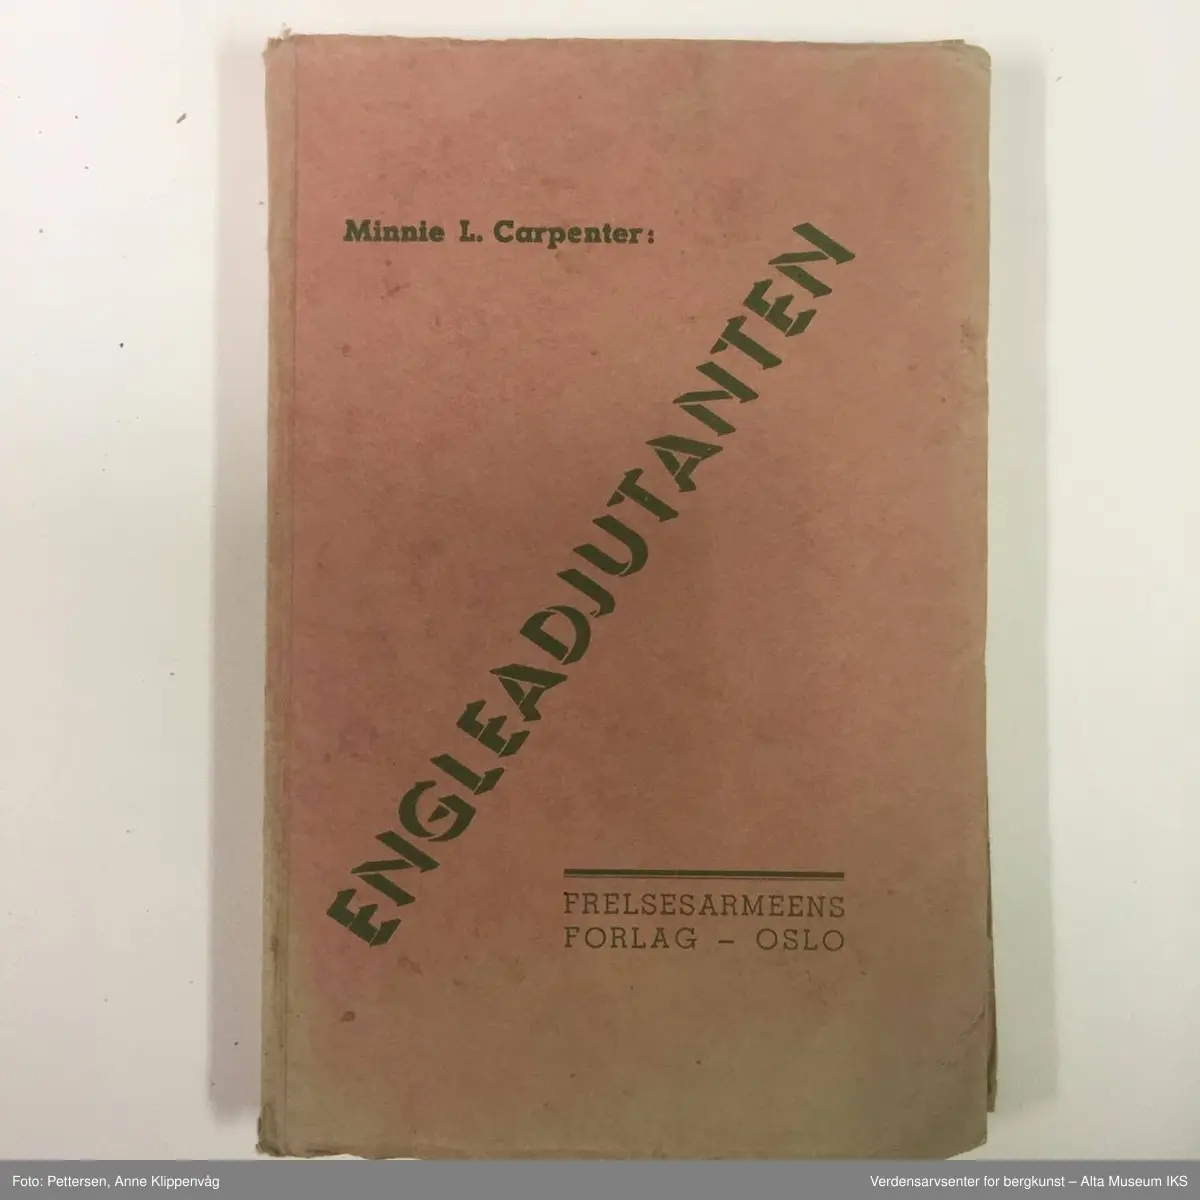 Minnie L. Carpenter:
ENGLEADJUTANTEN
FRELSESARMEENS
FORLAG – OSLO
Foto: Pettersen, Anne Klippenvåg
Verdensarvsenter for bergkunst – Alta Museum IKS